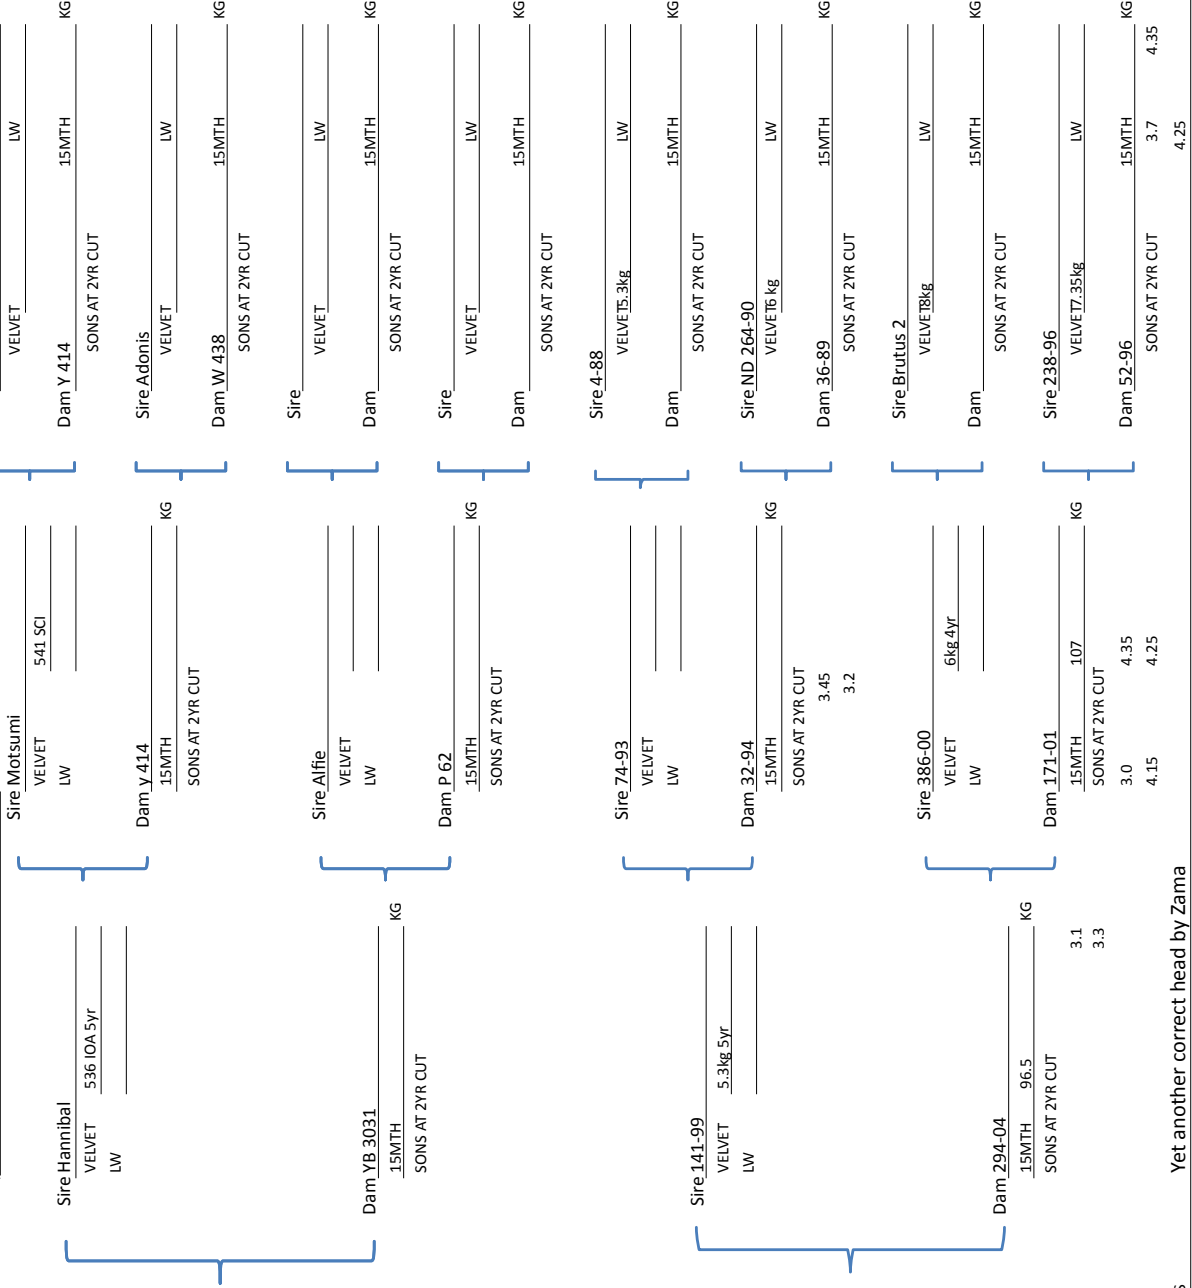 Sire Hannibal
VELVET 536 IOA 5yr
LW
Dam YB 3031
15MTH KG
SONS AT 2YR CUT
Sire 141-99
VELVET 5.3kg 5yr
LW
Dam 294-04
15MTH 96.5 KG
SONS AT 2YR CUT
3.1
3.3
Yet another correct head by Zama
Sire Motsumi
VELVET 541 SCI
LW
Dam y 414
15MTH KG
SONS AT 2YR CUT
Sire Alfie
VELVET
LW
Dam P 62
15MTH KG
SONS AT 2YR CUT
Sire 74-93
VELVET
LW
Dam 32-94
15MTH KG
SONS AT 2YR CUT
3.45
3.2
Sire 386-00
VELVET 6kg 4yr
LW
Dam 171-01
15MTH 107 KG
SONS AT 2YR CUT
3.0 4.35
4.15 4.25
VELVET LW
Dam Y 414 15MTH KG
SONS AT 2YR CUT
Sire Adonis
VELVET LW
Dam W 438 15MTH KG
SONS AT 2YR CUT
Sire
VELVET LW
Dam 15MTH KG
SONS AT 2YR CUT
Sire
VELVET LW
Dam 15MTH KG
SONS AT 2YR CUT
Sire 4-88
VELVET 5.3kg LW
Dam 15MTH KG
SONS AT 2YR CUT
Sire ND 264-90
VELVET 6 kg LW
Dam 36-89 15MTH KG
SONS AT 2YR CUT
Sire Brutus 2
VELVET 8kg LW
Dam 15MTH KG
SONS AT 2YR CUT
Sire 238-96
VELVET 7.35kg LW
Dam 52-96 15MTH KG
SONS AT 2YR CUT 3.7 4.35
4.25